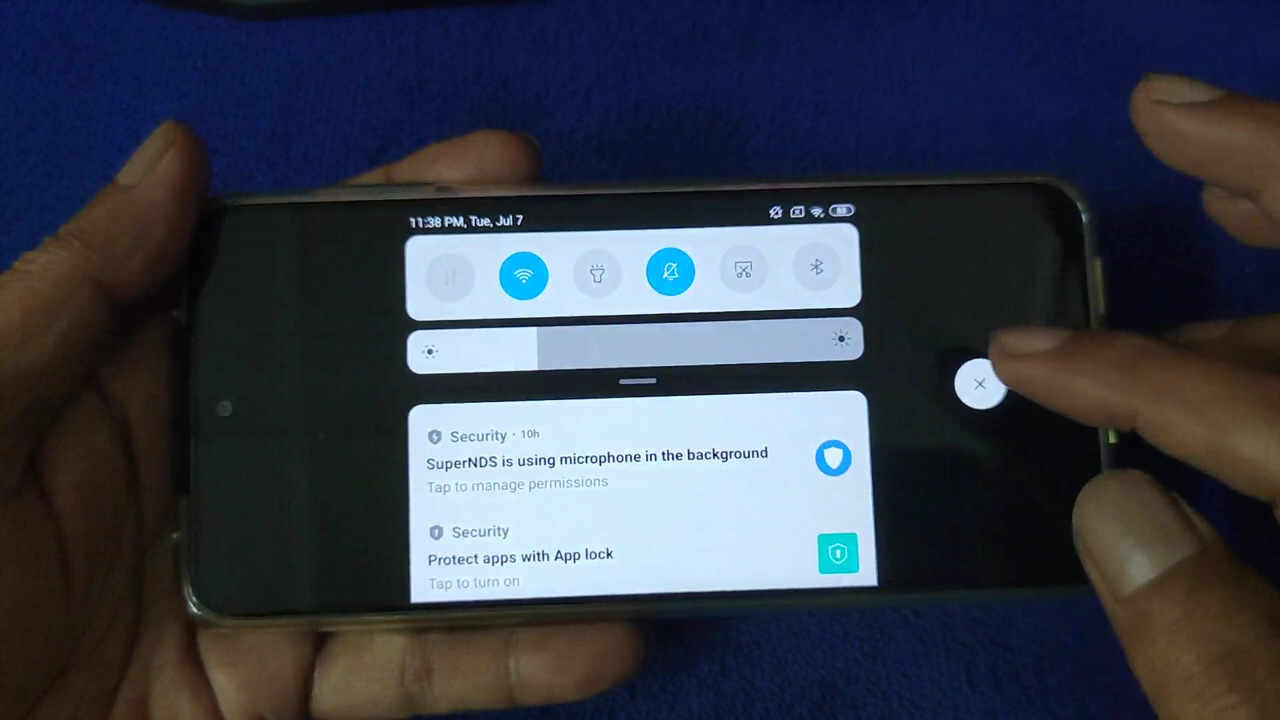 11:38 PM, Tue, Jul 7
Security · 10h
SuperNDS is using microphone in the background
Tap to manage permissions
Security
Protect apps with App lock
Tap to turn on